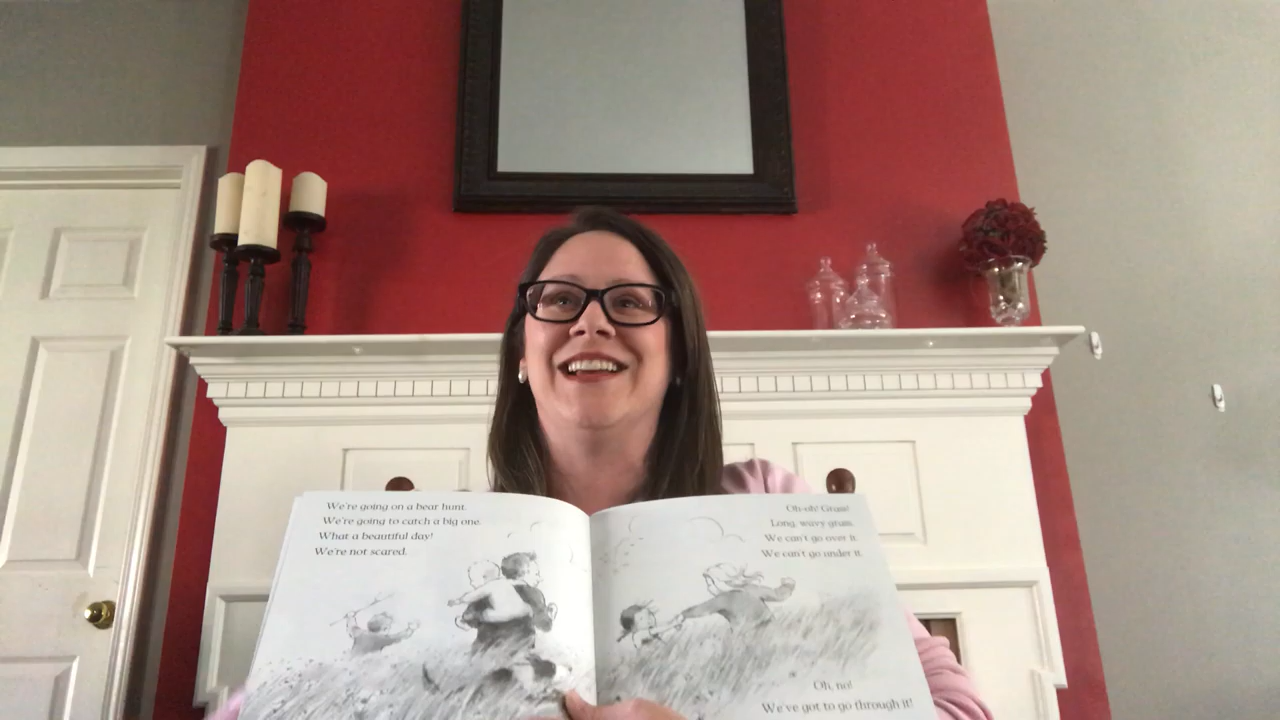 We're going on a bear hunt.
We're going to catch a big one.
What a beautiful day!
We're not scared.
Oh-oh! Grass!
Long, wavy grass.
We can't go over it.
We can't go under it.
Oh, no!
We've got to go through it!